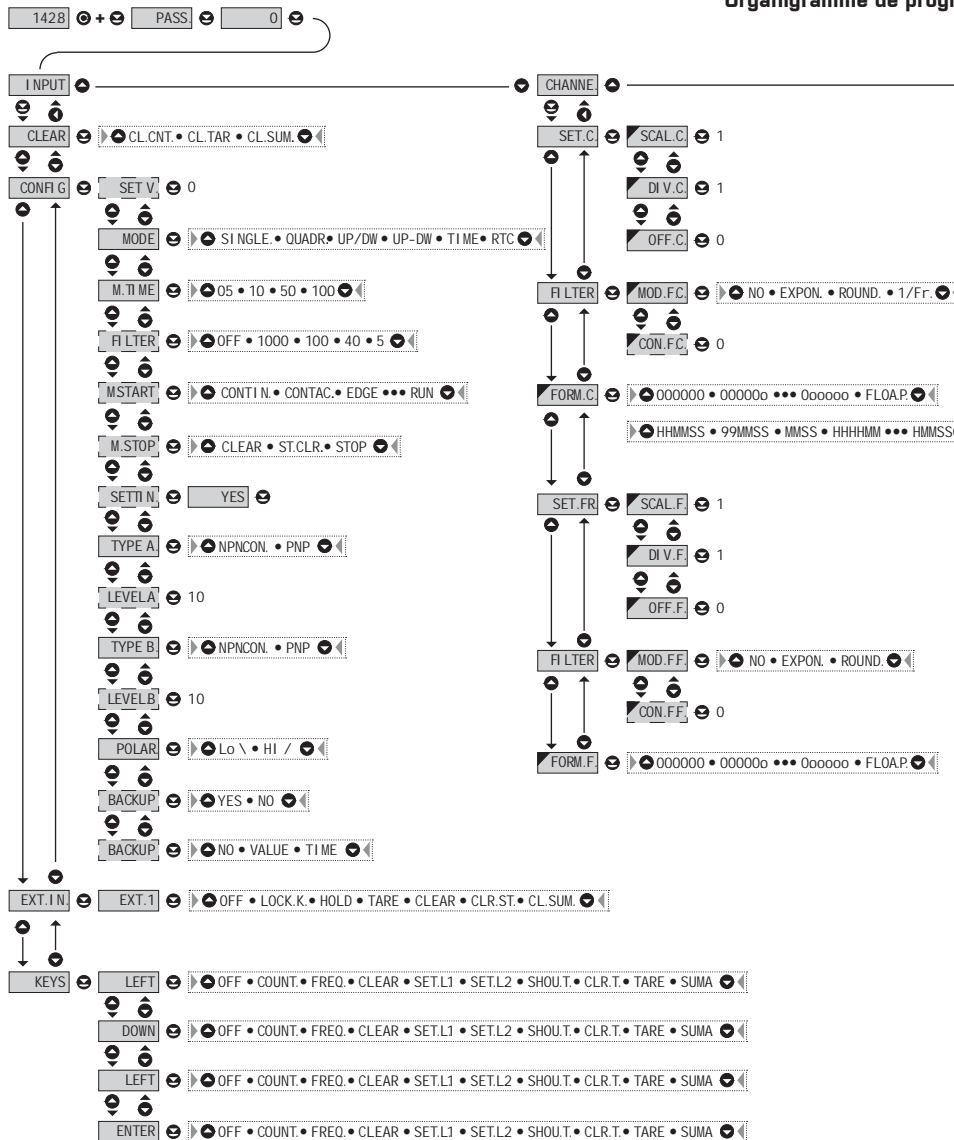 Organigramme de prog
1428 + PASS. 0
INPUT
CLEAR CL.CNT. • CL.TAR • CL.SUM.
CONFIG SET V. 0
MODE SINGLE. • QUADR. • UP/DW • UP-DW • TIME • RTC
M.TIME 05 • 10 • 50 • 100
FILTER OFF • 1000 • 100 • 40 • 5
MSTART CONTIN. • CONTAC. • EDGE ••• RUN
M.STOP CLEAR • ST.CLR. • STOP
SETTIN. YES
TYPE A. NPNCON. • PNP
LEVEL.A 10
TYPE B. NPNCON. • PNP
LEVEL.B 10
POLAR. Lo \ • HI /
BACKUP YES • NO
BACKUP NO • VALUE • TIME
EXT.IN. EXT.1 OFF • LOCK.K. • HOLD • TARE • CLEAR • CLR.ST. • CL.SUM.
KEYS LEFT OFF • COUNT. • FREQ. • CLEAR • SET.L1 • SET.L2 • SHOU.T. • CLR.T. • TARE • SUMA
DOWN OFF • COUNT. • FREQ. • CLEAR • SET.L1 • SET.L2 • SHOU.T. • CLR.T. • TARE • SUMA
LEFT OFF • COUNT. • FREQ. • CLEAR • SET.L1 • SET.L2 • SHOU.T. • CLR.T. • TARE • SUMA
ENTER OFF • COUNT. • FREQ. • CLEAR • SET.L1 • SET.L2 • SHOU.T. • CLR.T. • TARE • SUMA
CHANNE.
SET.C. SCAL.C. 1
DIV.C. 1
OFF.C. 0
FILTER MOD.F.C. NO • EXPON. • ROUND. • 1/Fr.
CON.F.C. 0
FORM.C. 000000 • 00000o ••• 0ooooo • FLOA.P.
HHMMSS • 99MMSS • MMSS • HHHHMM ••• HMMSS
SET.FR. SCAL.F. 1
DIV.F. 1
OFF.F. 0
FILTER MOD.F.F. NO • EXPON. • ROUND.
CON.F.F. 0
FORM.F. 000000 • 00000o ••• 0ooooo • FLOA.P.